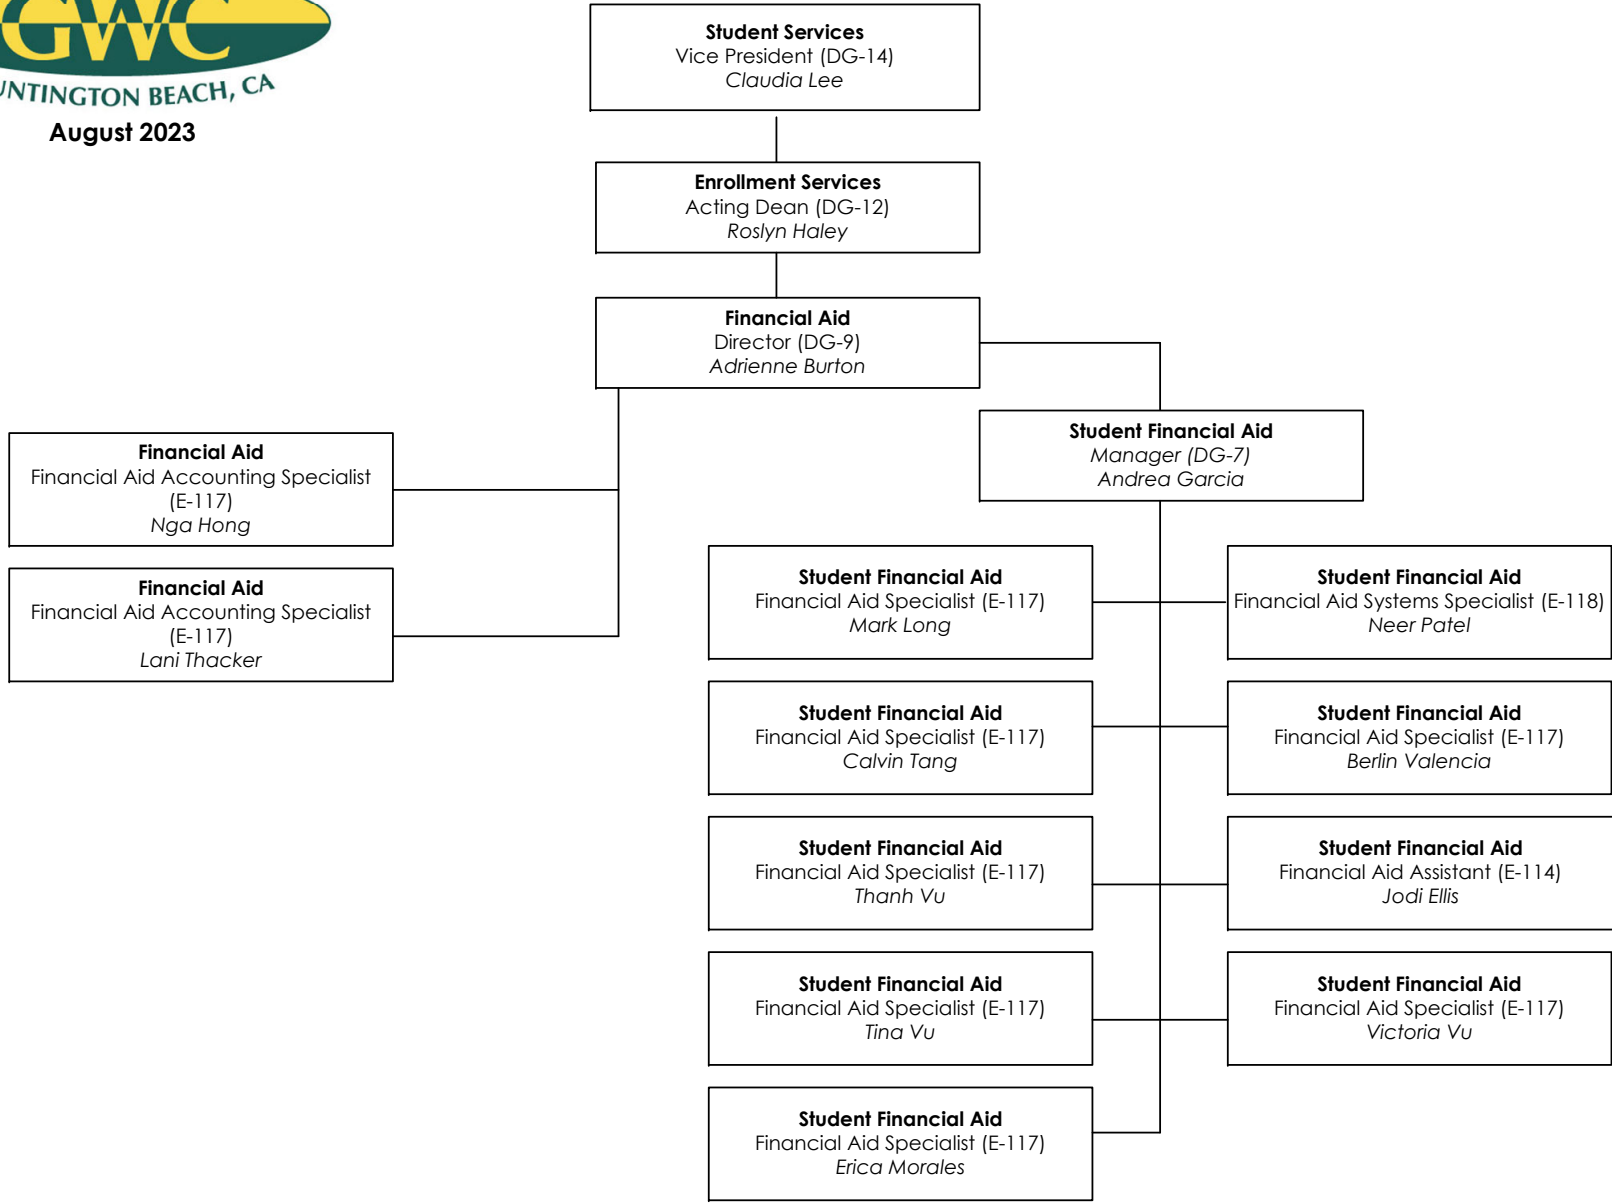 GWC
HUNTINGTON BEACH, CA
August 2023
Student Services
Vice President (DG-14)
Claudia Lee
Enrollment Services
Acting Dean (DG-12)
Roslyn Haley
Financial Aid
Director (DG-9)
Adrienne Burton
Financial Aid
Financial Aid Accounting Specialist
(E-117)
Nga Hong
Financial Aid
Financial Aid Accounting Specialist
(E-117)
Lani Thacker
Student Financial Aid
Manager (DG-7)
Andrea Garcia
Student Financial Aid
Financial Aid Specialist (E-117)
Mark Long
Student Financial Aid
Financial Aid Systems Specialist (E-118)
Neer Patel
Student Financial Aid
Financial Aid Specialist (E-117)
Calvin Tang
Student Financial Aid
Financial Aid Specialist (E-117)
Berlin Valencia
Student Financial Aid
Financial Aid Specialist (E-117)
Thanh Vu
Student Financial Aid
Financial Aid Assistant (E-114)
Jodi Ellis
Student Financial Aid
Financial Aid Specialist (E-117)
Tina Vu
Student Financial Aid
Financial Aid Specialist (E-117)
Victoria Vu
Student Financial Aid
Financial Aid Specialist (E-117)
Erica Morales